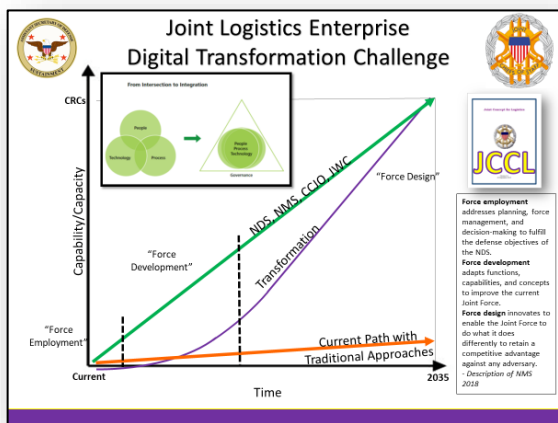 Joint Logistics Enterprise
Digital Transformation Challenge
From Intersection to Integration
People
Technology
Process
People
Process
Technology
Governance
CRCs
Capability/Capacity
NDS, NMS, CCJO, JWC
"Force Design"
"Force
Development"
Transformation
"Force
Employment"
Current Path with
Traditional Approaches
Current
2035
Time
JCCL
Force employment
addresses planning, force
management, and
decision-making to fulfill
the defense objectives of
the NDS.
Force development
adapts functions,
capabilities, and concepts
to improve the current
Joint Force.
Force design innovates to
enable the Joint Force to
do what it does
differently to retain a
competitive advantage
against any adversary.
- Description of NMS
2018